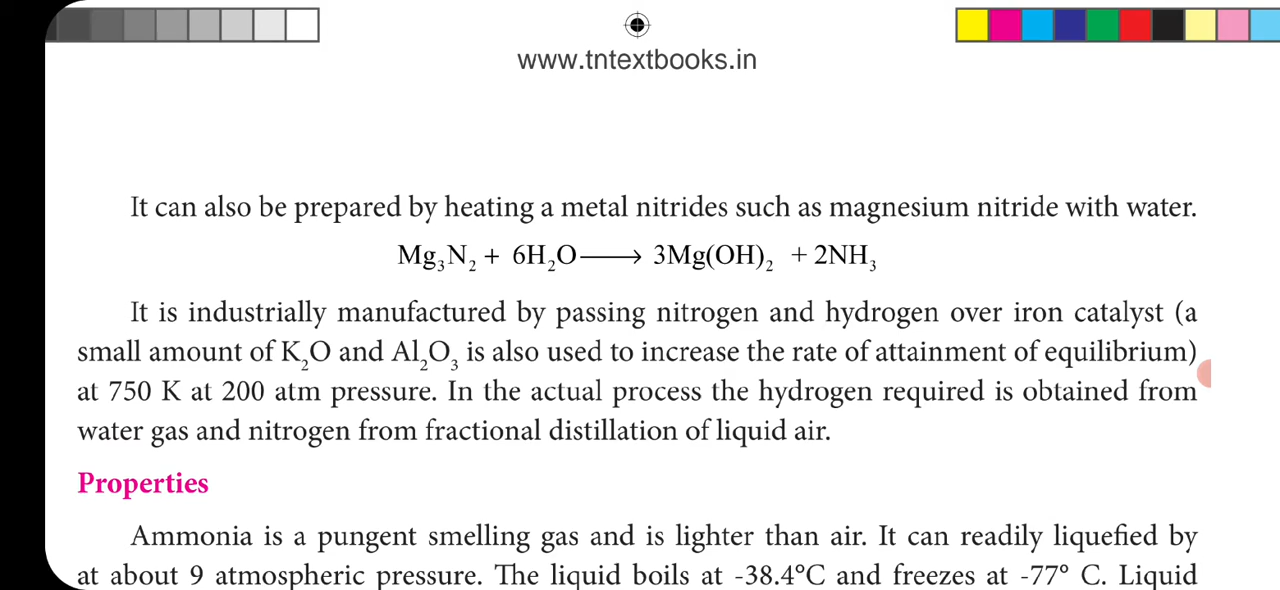 www.tntextbooks.in
It can also be prepared by heating a metal nitrides such as magnesium nitride with water.
Mg₃N₂ + 6H₂O⟶ 3Mg(OH)₂ + 2NH₃
It is industrially manufactured by passing nitrogen and hydrogen over iron catalyst (a
small amount of K₂O and Al₂O₃ is also used to increase the rate of attainment of equilibrium)
at 750 K at 200 atm pressure. In the actual process the hydrogen required is obtained from
water gas and nitrogen from fractional distillation of liquid air.
Properties
Ammonia is a pungent smelling gas and is lighter than air. It can readily liquefied by
at about 9 atmospheric pressure. The liquid boils at -38.4°C and freezes at -77° C. Liquid